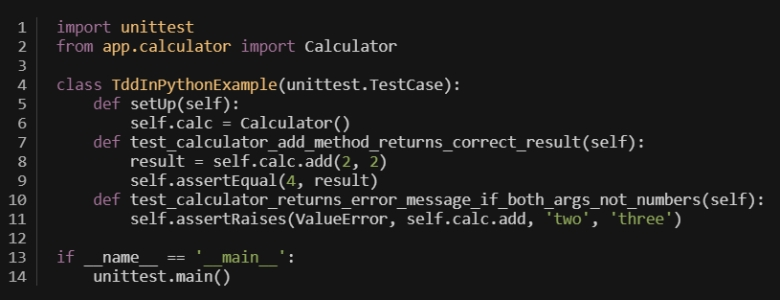 1 import unittest
2 from app.calculator import Calculator
3
4 class TddInPythonExample(unittest.TestCase):
5     def setUp(self):
6         self.calc = Calculator()
7     def test_calculator_add_method_returns_correct_result(self):
8         result = self.calc.add(2, 2)
9         self.assertEqual(4, result)
10     def test_calculator_returns_error_message_if_both_args_not_numbers(self):
11         self.assertRaises(ValueError, self.calc.add, 'two', 'three')
12
13 if __name__ == '__main__':
14     unittest.main()